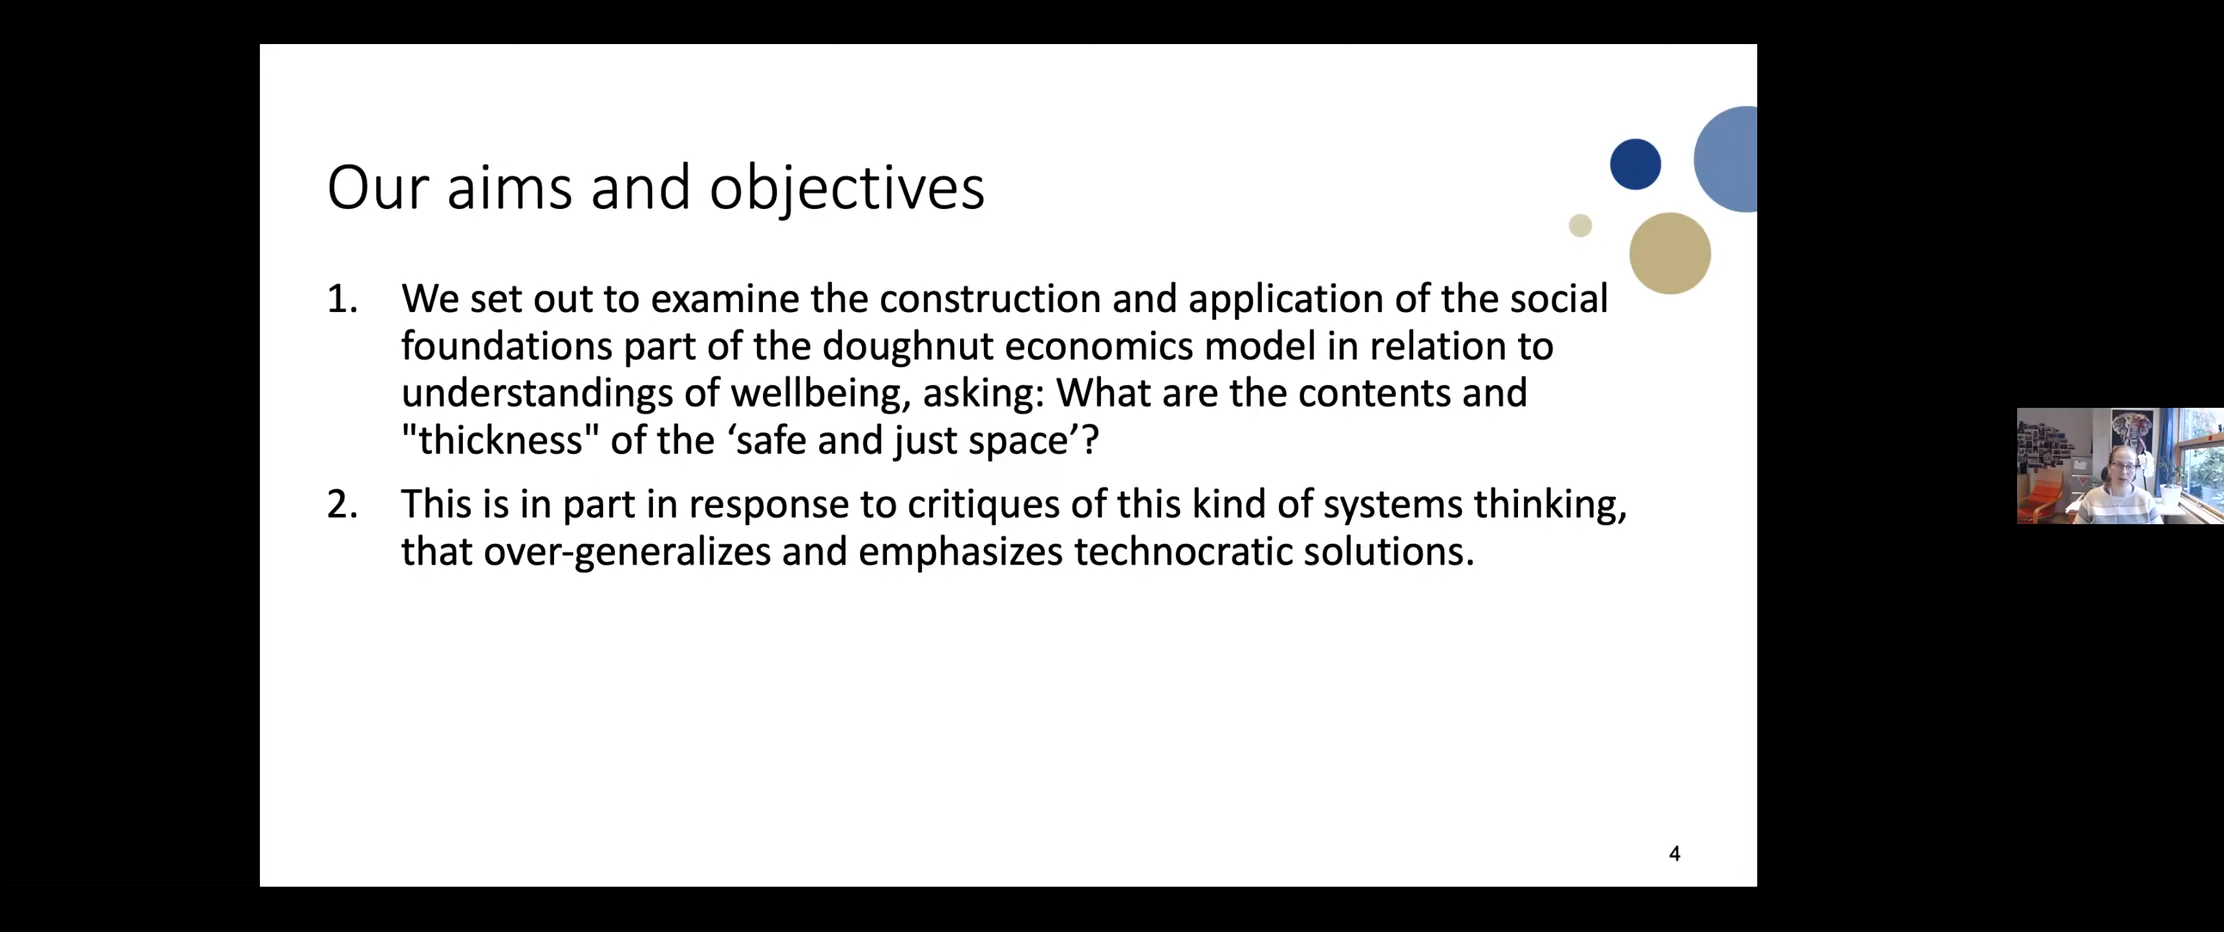 Our aims and objectives
1. We set out to examine the construction and application of the social
foundations part of the doughnut economics model in relation to
understandings of wellbeing, asking: What are the contents and
"thickness" of the ‘safe and just space’?
2. This is in part in response to critiques of this kind of systems thinking,
that over-generalizes and emphasizes technocratic solutions.
4